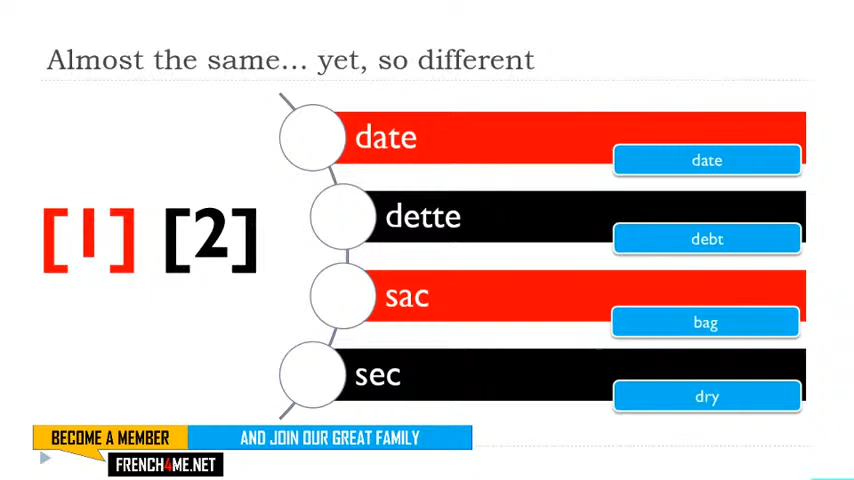 Almost the same... yet, so different
[1] [2]
date
date
dette
debt
sac
bag
sec
dry
BECOME A MEMBER
AND JOIN OUR GREAT FAMILY
FRENCH4ME.NET